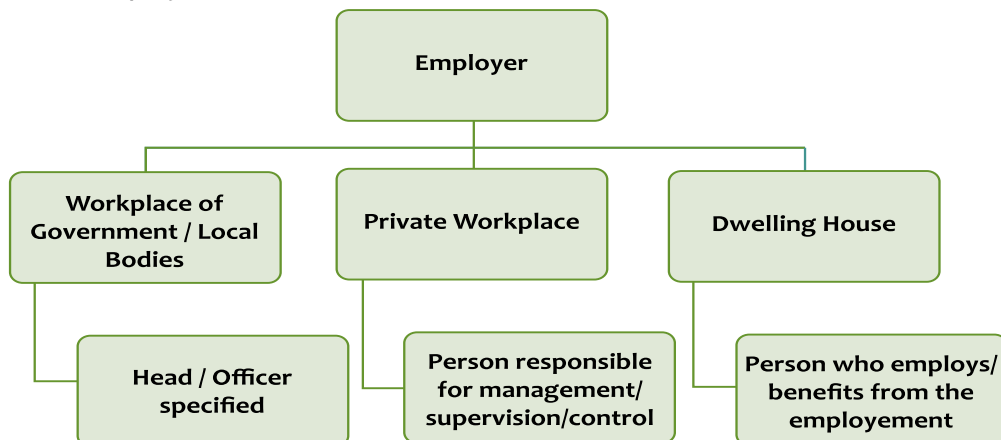 Employer
Workplace of
Government / Local
Bodies
Private Workplace
Dwelling House
Head / Officer
specified
Person responsible
for management/
supervision/control
Person who employs/
benefits from the
employement